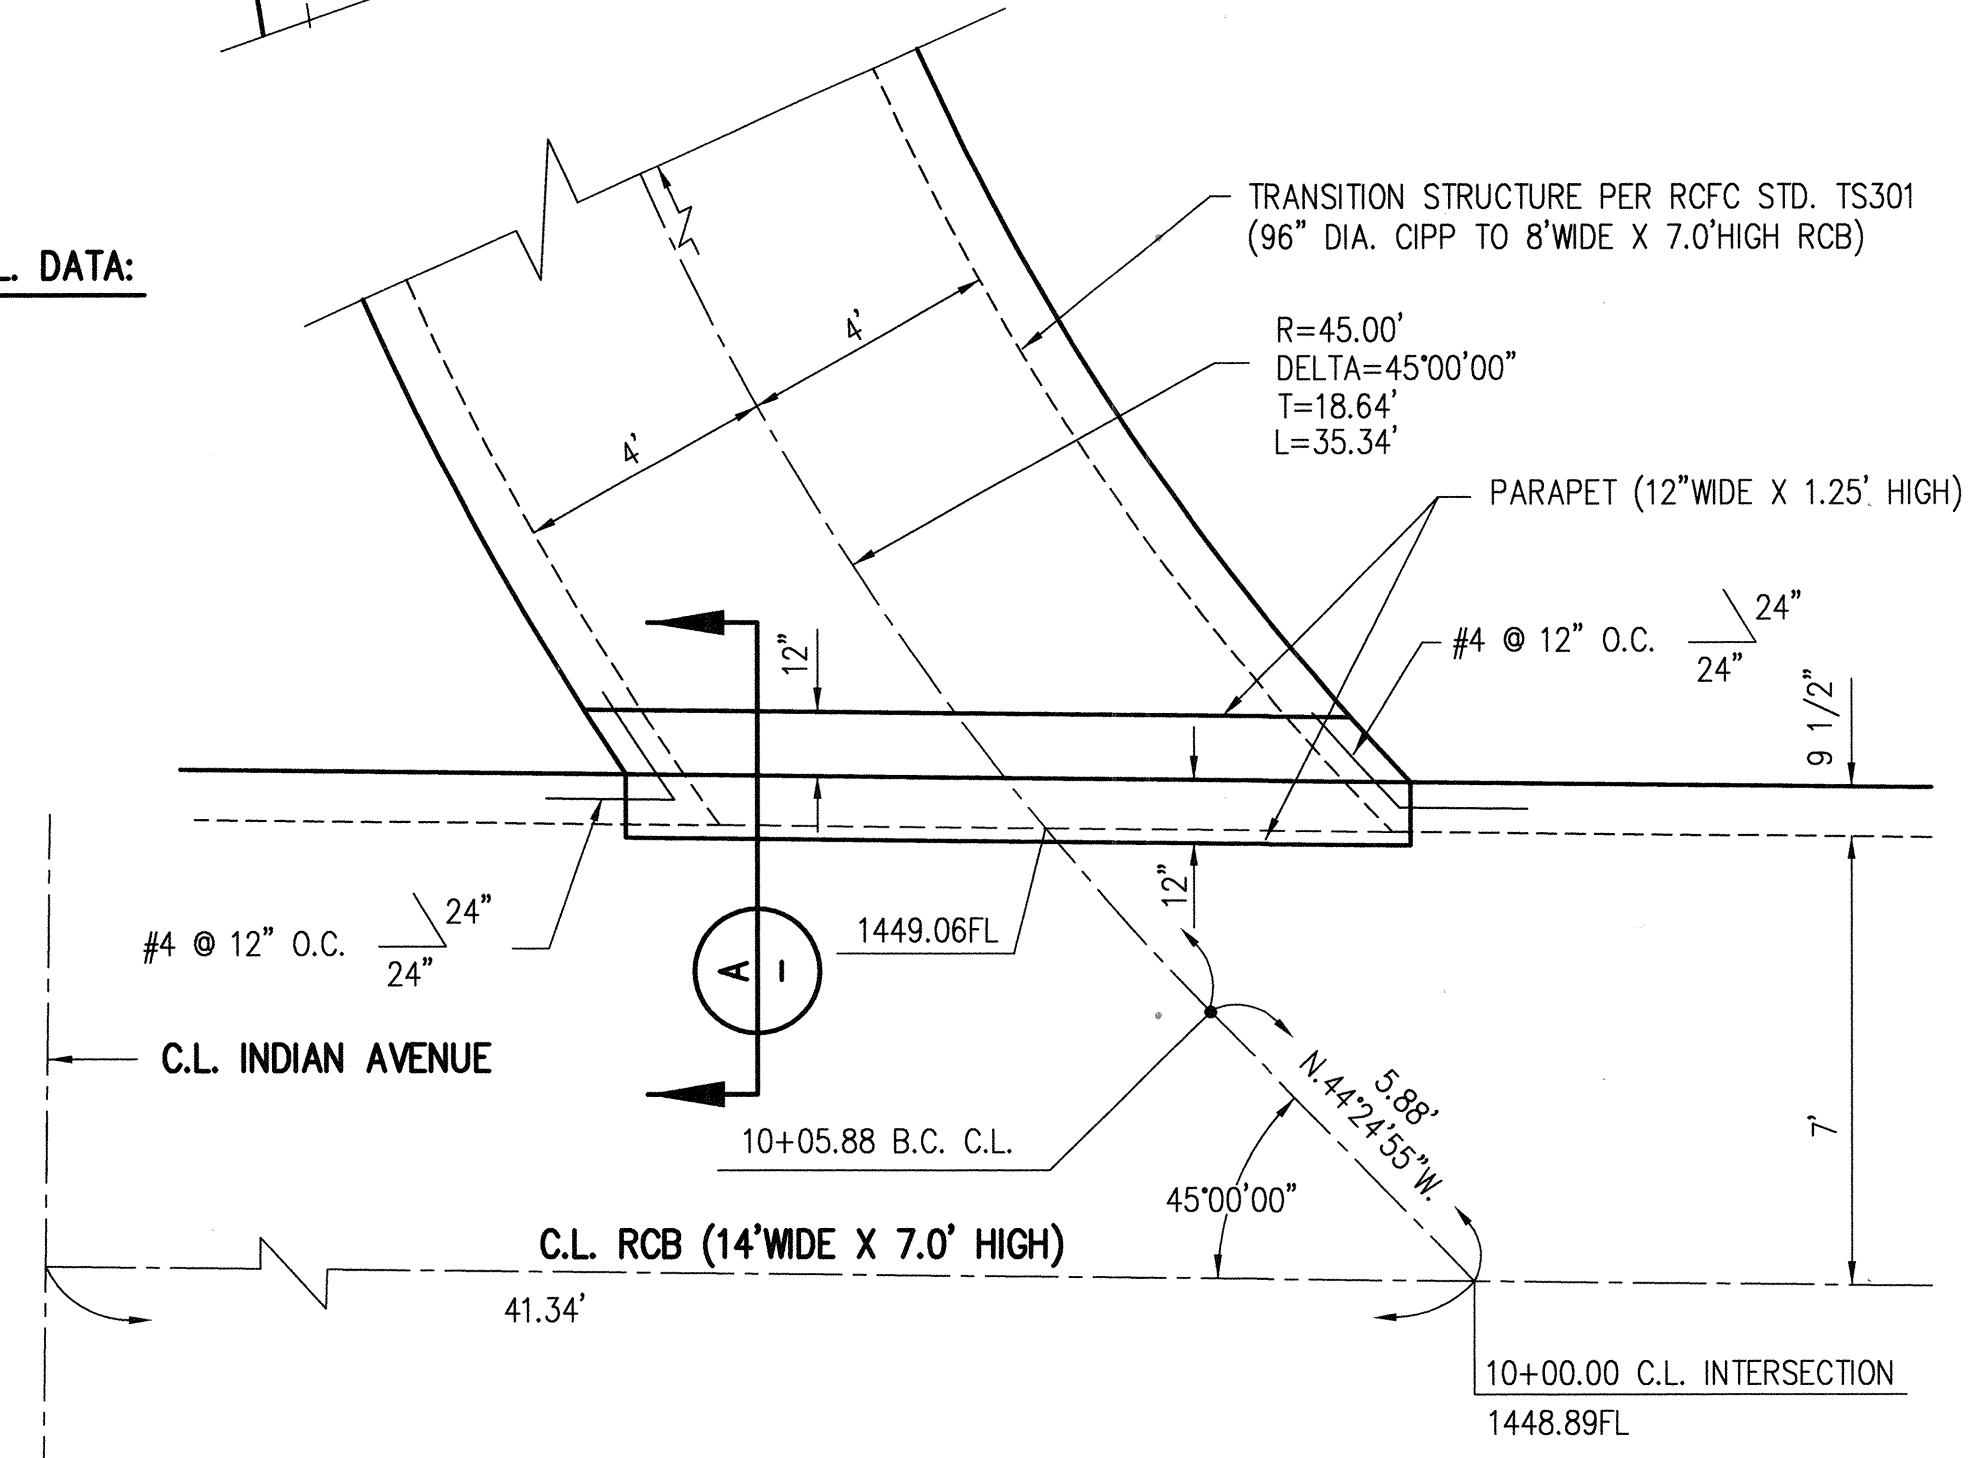 TRANSITION STRUCTURE PER RCFC STD. TS301
(96" DIA. CIPP TO 8'WIDE X 7.0'HIGH RCB)
L. DATA:
4'
4'
R=45.00'
DELTA=45°00'00"
T=18.64'
L=35.34'
PARAPET (12"WIDE X 1.25' HIGH)
12"
#4 @ 12" O.C.
24"
24"
9 1/2"
12"
#4 @ 12" O.C.
24"
24"
1449.06FL
A
–
C.L. INDIAN AVENUE
10+05.88 B.C. C.L.
5.88'
N.44°24'55"W.
7'
45°00'00"
C.L. RCB (14'WIDE X 7.0' HIGH)
41.34'
10+00.00 C.L. INTERSECTION
1448.89FL